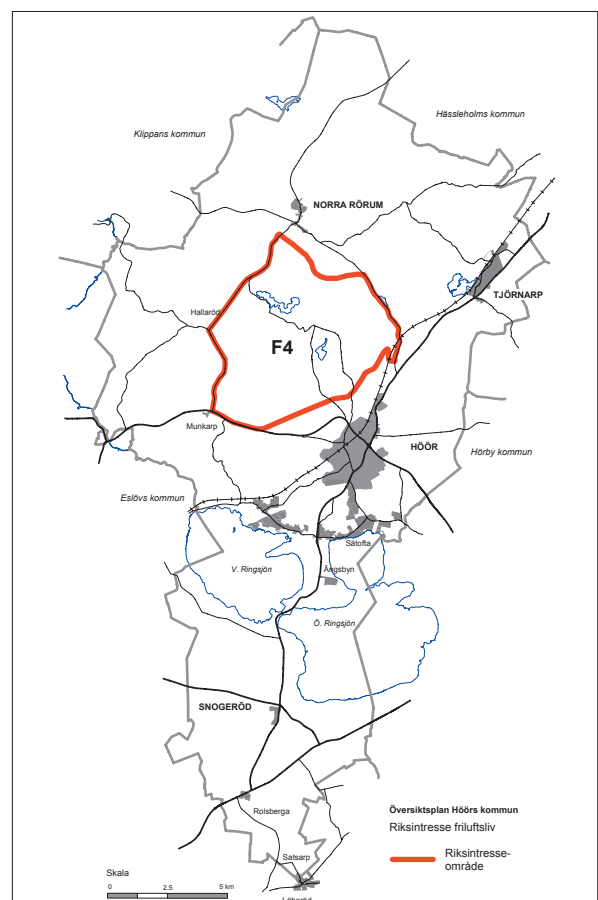 Hässleholms kommun
Klippans kommun
NORRA RÖRUM
TJÖRNARP
Hallaröd
F4
Munkarp
HÖÖR
Hörby kommun
Eslövs kommun
Sätofta
V. Ringsjön
Ängsbyn
Ö. Ringsjön
SNOGERÖD
Rolsberga
Översiktsplan Höörs kommun
Riksintresse friluftsliv
Riksintresse-
område
Satsarp
Skala
0 2.5 5 km
Löberöd